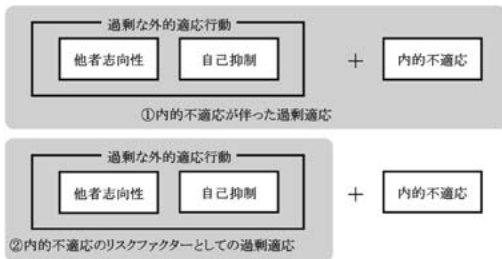 過剰な外的適応行動
他者志向性 自己抑制 + 内的不適応
①内的不適応が伴った過剰適応
過剰な外的適応行動
他者志向性 自己抑制 + 内的不適応
②内的不適応のリスクファクターとしての過剰適応